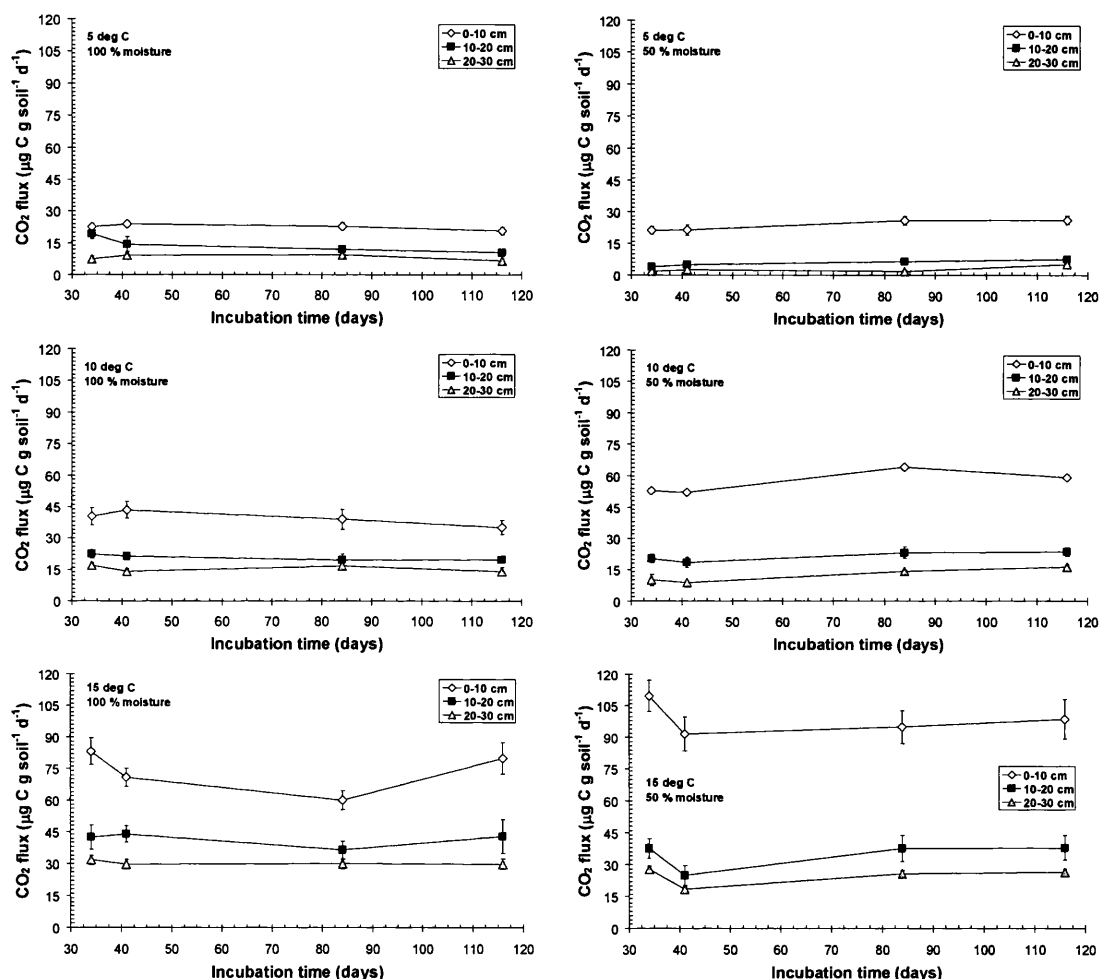 120
105
90
75
60
45
30
15
0
CO₂ flux (µg C g soil⁻¹ d⁻¹)
5 deg C
100 % moisture
0-10 cm
10-20 cm
20-30 cm
30 40 50 60 70 80 90 100 110 120
Incubation time (days)
120
105
90
75
60
45
30
15
0
CO₂ flux (µg C g soil⁻¹ d⁻¹)
5 deg C
50 % moisture
0-10 cm
10-20 cm
20-30 cm
30 40 50 60 70 80 90 100 110 120
Incubation time (days)
120
105
90
75
60
45
30
15
0
CO₂ flux (µg C g soil⁻¹ d⁻¹)
10 deg C
100 % moisture
0-10 cm
10-20 cm
20-30 cm
30 40 50 60 70 80 90 100 110 120
Incubation time (days)
120
105
90
75
60
45
30
15
0
CO₂ flux (µg C g soil⁻¹ d⁻¹)
10 deg C
50 % moisture
0-10 cm
10-20 cm
20-30 cm
30 40 50 60 70 80 90 100 110 120
Incubation time (days)
120
105
90
75
60
45
30
15
0
CO₂ flux (µg C g soil⁻¹ d⁻¹)
15 deg C
100 % moisture
0-10 cm
10-20 cm
20-30 cm
30 40 50 60 70 80 90 100 110 120
Incubation time (days)
120
105
90
75
60
45
30
15
0
CO₂ flux (µg C g soil⁻¹ d⁻¹)
15 deg C
50 % moisture
0-10 cm
10-20 cm
20-30 cm
30 40 50 60 70 80 90 100 110 120
Incubation time (days)